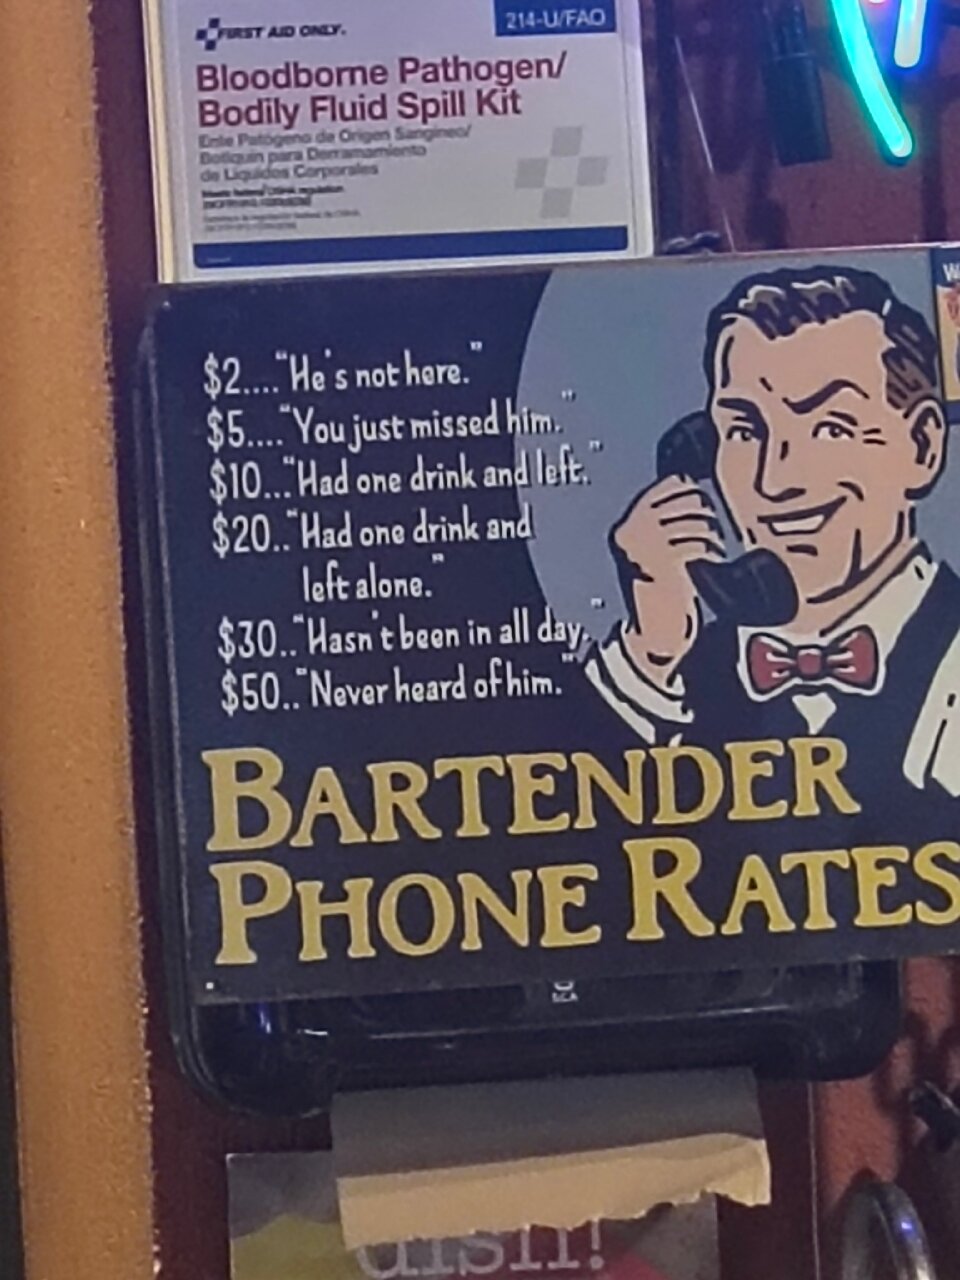 FIRST AID ONLY.
214-U/FAO
Bloodborne Pathogen/
Bodily Fluid Spill Kit
Ente Patógeno de Origen Sangíneo/
Botiquín para Derramamiento
de Líquidos Corporales
$2...."He's not here."
$5...."You just missed him."
$10..."Had one drink and left."
$20.."Had one drink and
left alone."
$30.."Hasn't been in all day."
$50.."Never heard of him."
BARTENDER
PHONE RATES